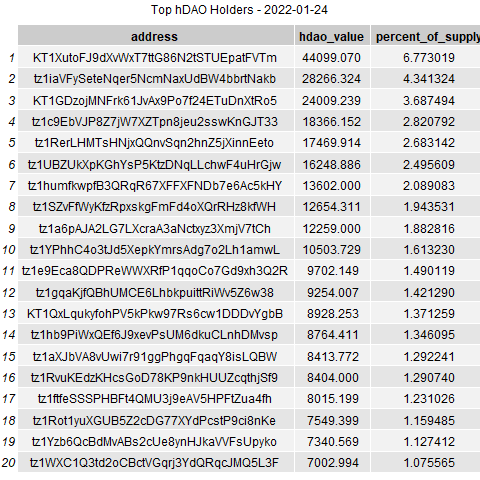 Top hDAO Holders - 2022-01-24
address hdao_value percent_of_supply
1 KT1XutoFJ9dXvWxT7ttG86N2tSTUEpatFVTm 44099.070 6.773019
2 tz1iaVFySeteNqer5NcmNaxUdBW4bbrtNakb 28266.324 4.341324
3 KT1GDzojMNFrk61JvAx9Po7f24ETuDnXtRo5 24009.239 3.687494
4 tz1c9EbVJP8Z7jW7XZTpn8jeu2sswKnGJT33 18366.152 2.820792
5 tz1RerLHMTsHNjxQQnvSqn2hnZ5jXinnEeto 17469.914 2.683142
6 tz1UBZUkXpKGhYsP5KtzDNqLLchwF4uHrGjw 16248.886 2.495609
7 tz1humfkwpfB3QRqR67XFFXFNDb7e6Ac5kHY 13602.000 2.089083
8 tz1SZvFfWyKfzRpxskgFmFd4oXQrRHz8kfWH 12654.311 1.943531
9 tz1a6pAJA2LG7LXcraA3aNctxyz3XmjV7tCh 12259.000 1.882816
10 tz1YPhhC4o3tJd5XepkYmrsAdg7o2Lh1amwL 10503.729 1.613230
11 tz1e9Eca8QDPReWWXRfP1qqoCo7Gd9xh3Q2R 9702.149 1.490119
12 tz1gqaKjfQBhUMCE6LhbkpuittRiWv5Z6w38 9254.007 1.421290
13 KT1QxLqukyfohPV5kPkw97Rs6cw1DDDvYgbB 8928.253 1.371259
14 tz1hb9PiWxQEf6J9xevPsUM6dkuCLnhDMvsp 8764.411 1.346095
15 tz1aXJbVA8vUwi7r91ggPhgqFqaqY8isLQBW 8413.772 1.292241
16 tz1RvuKEdzKHcsGoD78KP9nkHUUZcqthjSf9 8404.000 1.290740
17 tz1ftfeSSSPHBFt4QMU3j9eAV5HPFtZua4fh 8015.199 1.231026
18 tz1Rot1yuXGUB5Z2cDG77XYdPcstP9ci8nKe 7549.399 1.159485
19 tz1Yzb6QcBdMvABs2cUe8ynHJkaVVFsUpyko 7340.569 1.127412
20 tz1WXC1Q3td2oCBctVGqrj3YdQRqcJMQ5L3F 7002.994 1.075565